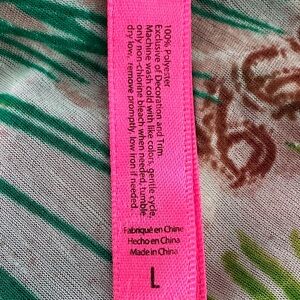 100% Polyester
Exclusive of Decoration and Trim
Machine wash cold with like colors, gentle cycle,
only non-chlorine bleach when needed, tumble
dry low, remove promptly, low iron if needed.
Fabriqué en Chine
Hecho en China
Made in China
L